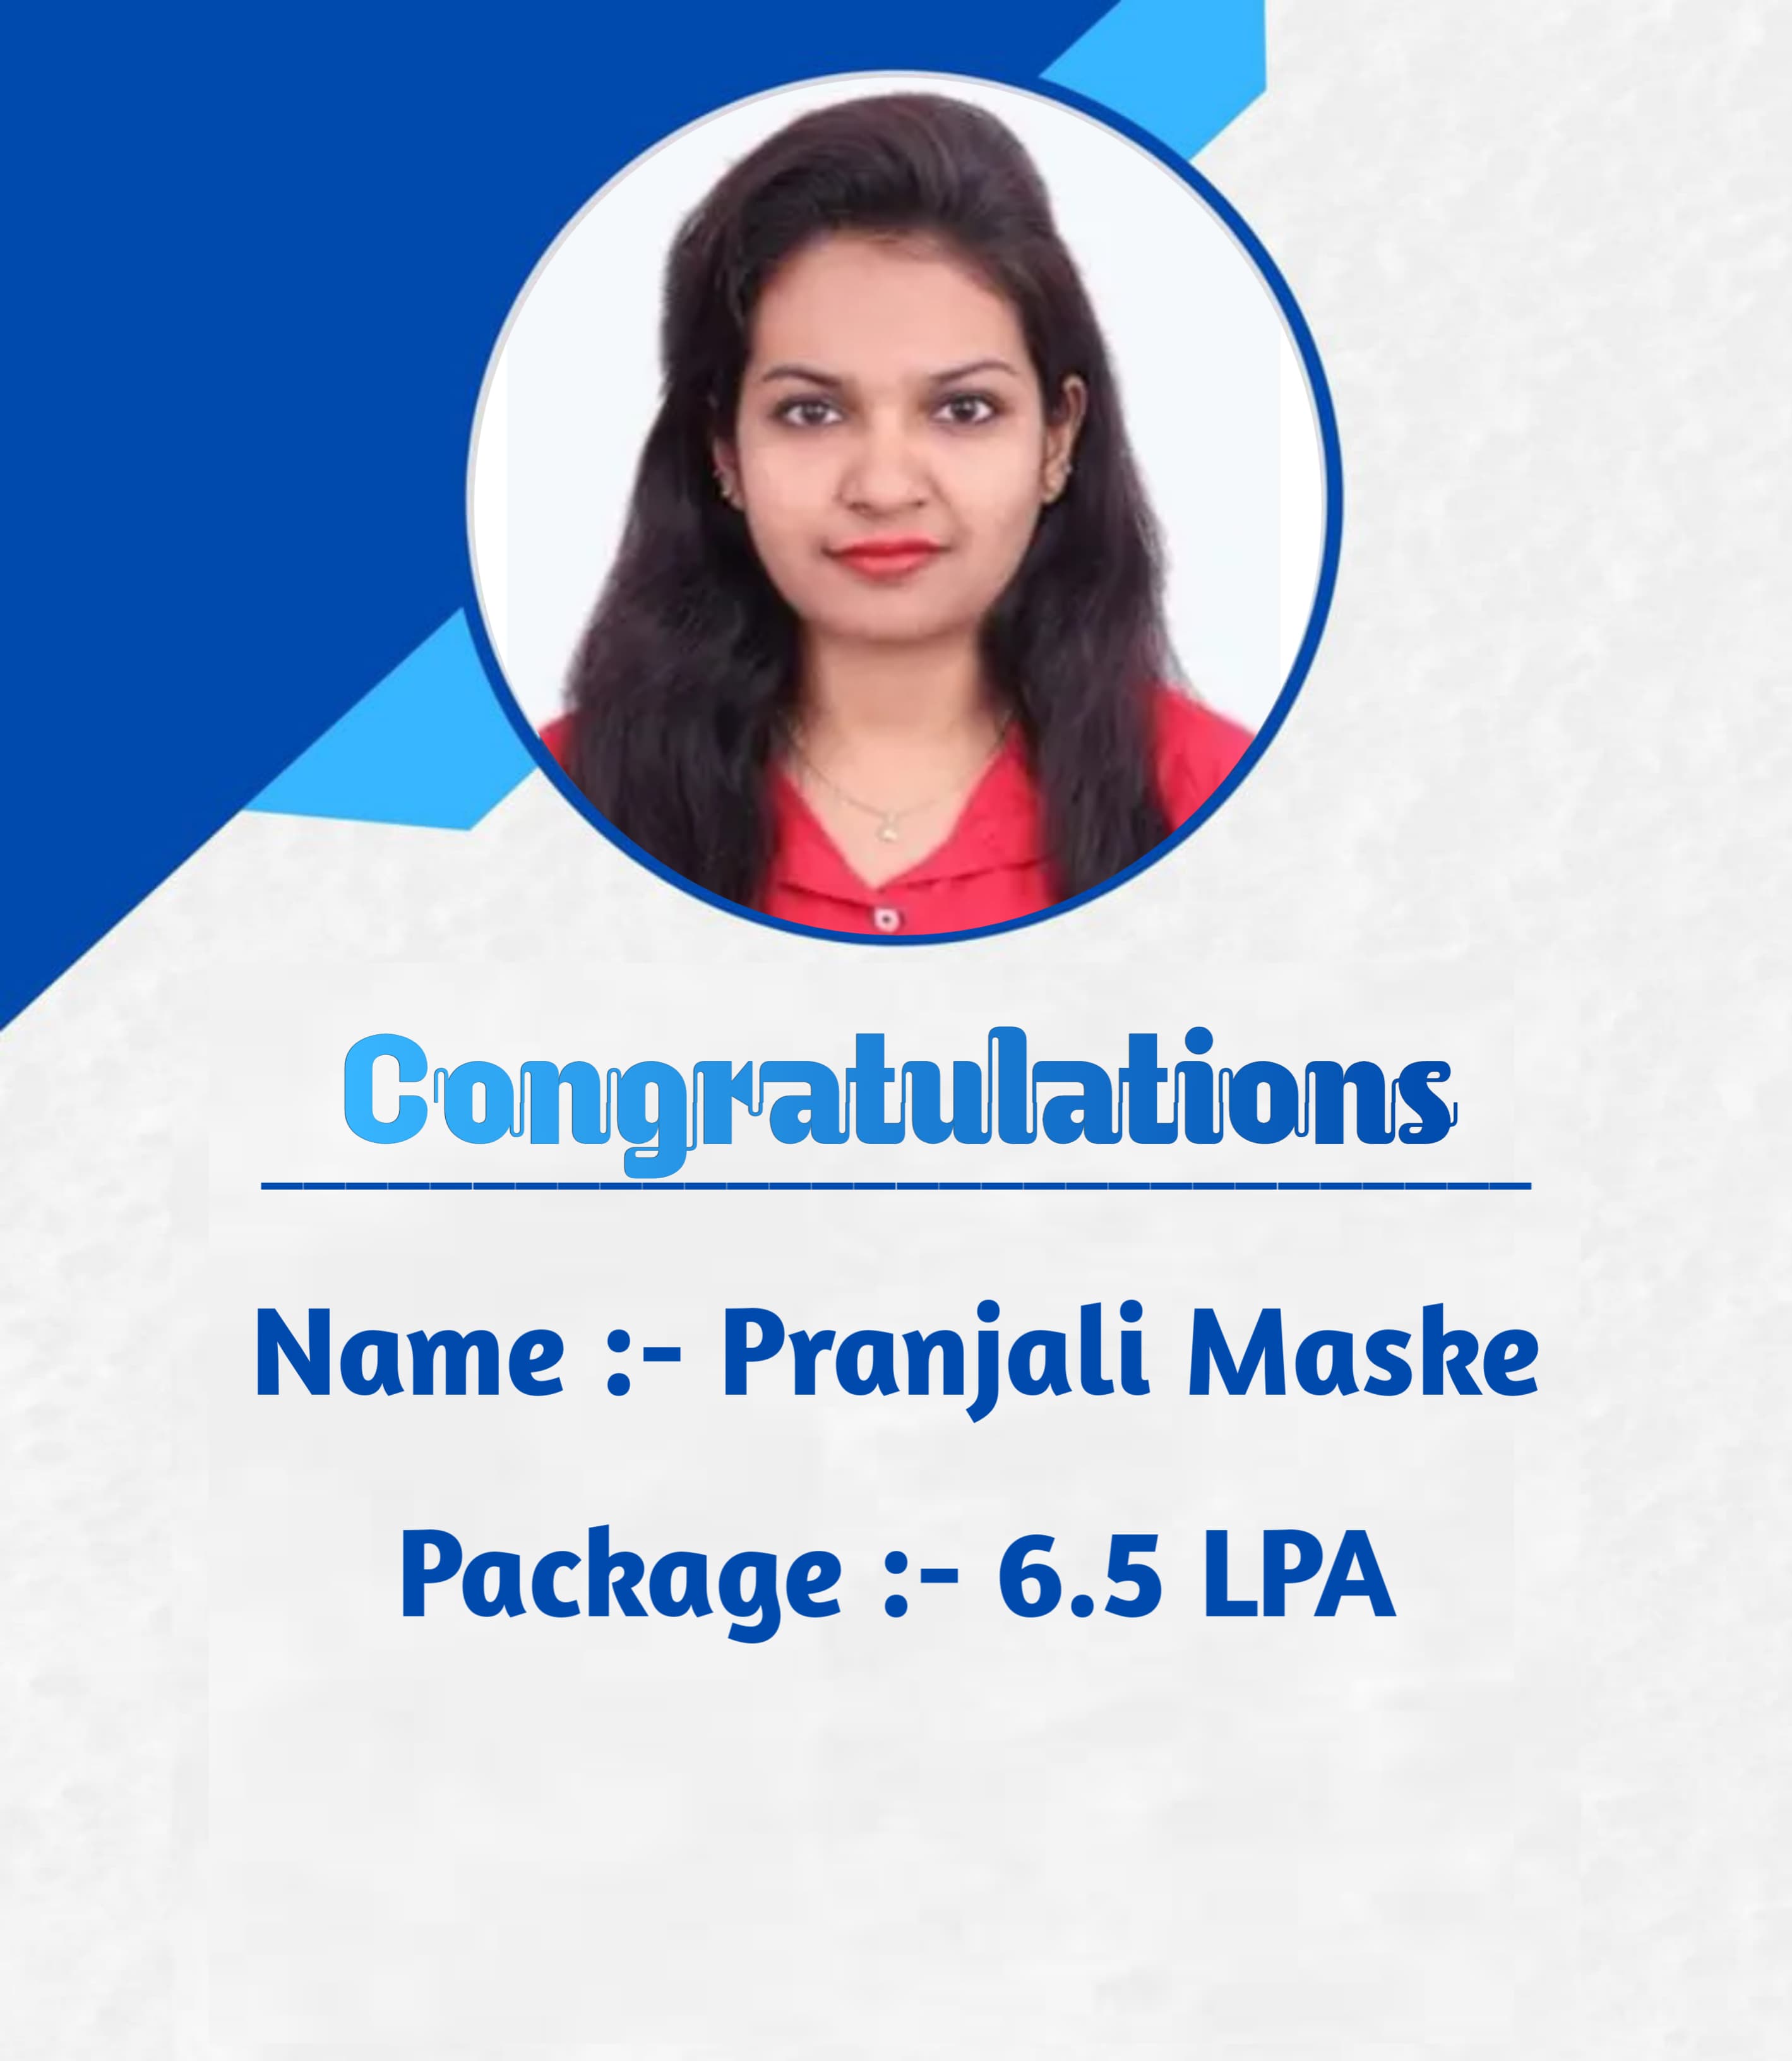 Congratulations
Name :- Pranjali Maske
Package :- 6.5 LPA